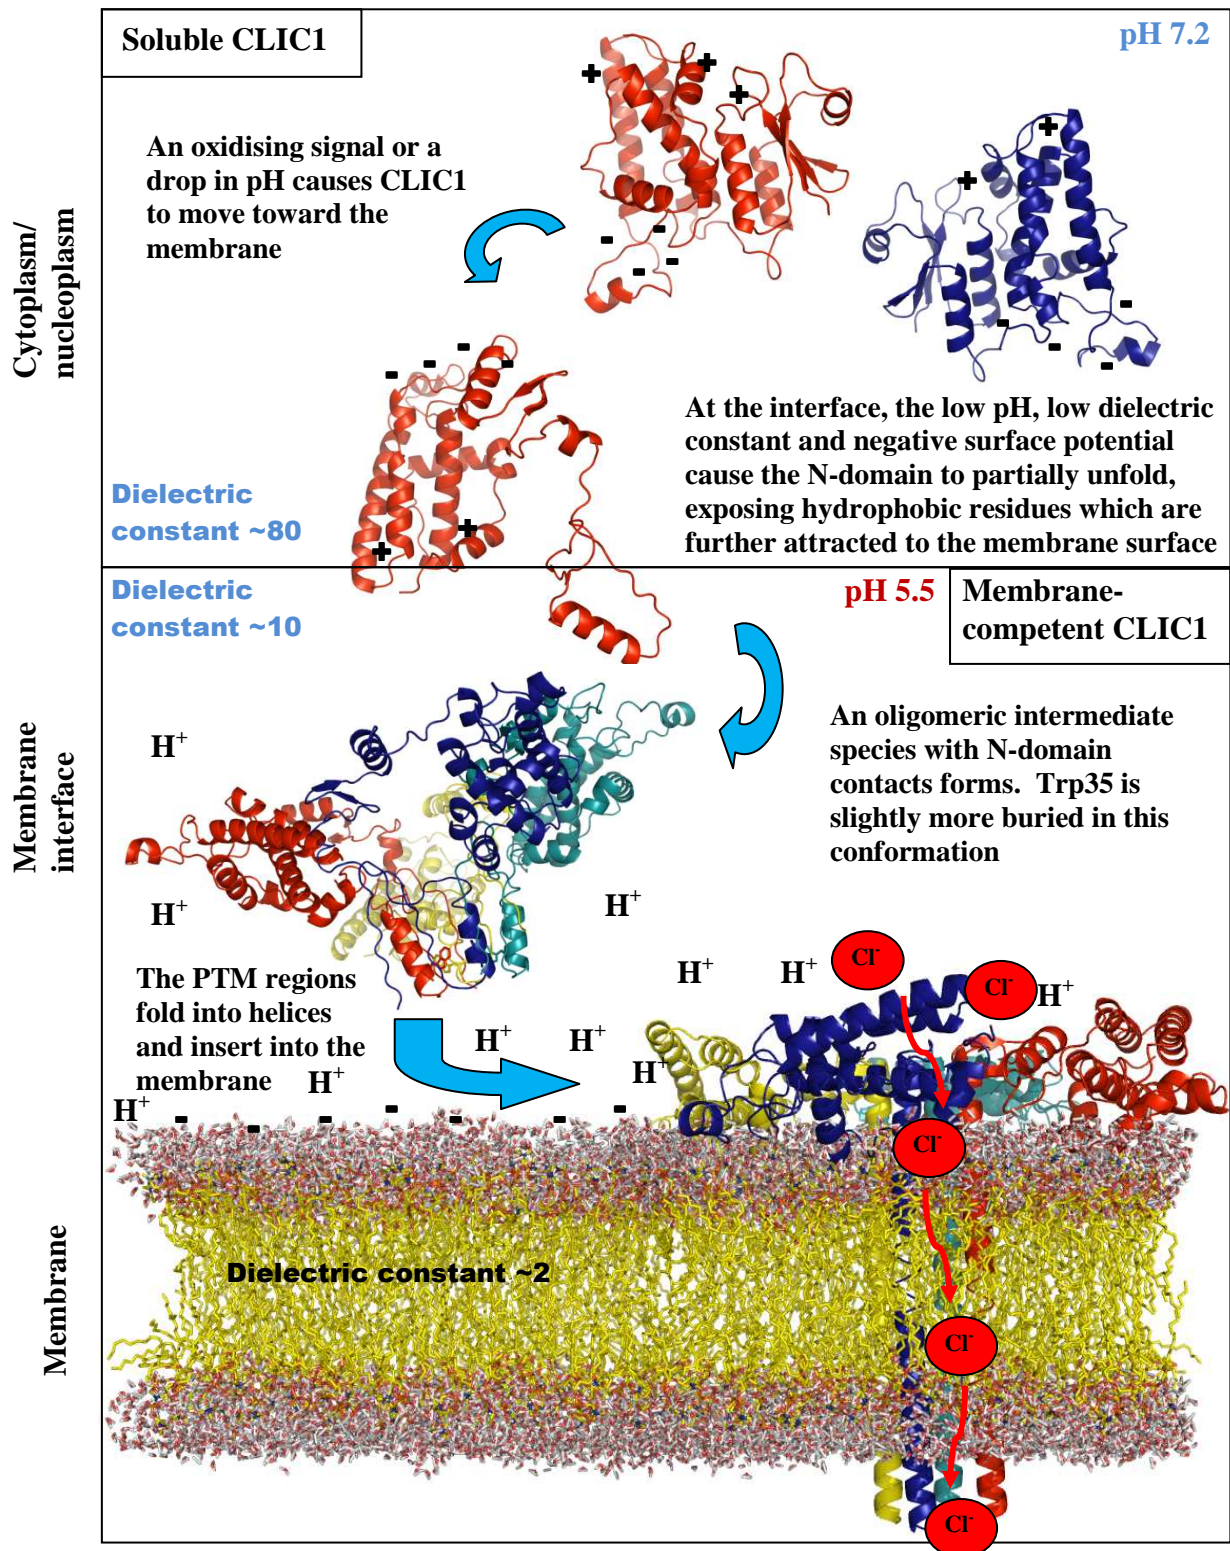 Soluble CLIC1
pH 7.2
An oxidising signal or a
drop in pH causes CLIC1
to move toward the
membrane
Cytoplasm/
nucleoplasm
At the interface, the low pH, low dielectric
constant and negative surface potential
cause the N-domain to partially unfold,
exposing hydrophobic residues which are
further attracted to the membrane surface
Dielectric
constant ~80
Dielectric
constant ~10
pH 5.5
Membrane-
competent CLIC1
An oligomeric intermediate
species with N-domain
contacts forms.  Trp35 is
slightly more buried in this
conformation
Membrane
interface
H⁺
H⁺
H⁺
H⁺
H⁺
Cl⁻
Cl⁻
H⁺
The PTM regions
fold into helices
and insert into the
membrane
H⁺
H⁺
H⁺
H⁺
H⁺
Cl⁻
Membrane
Dielectric constant ~2
Cl⁻
Cl⁻